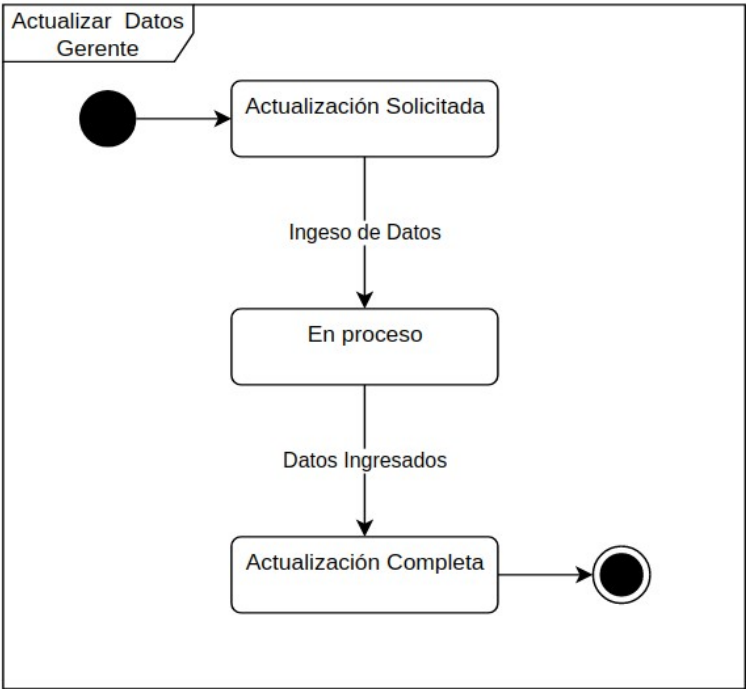 Actualizar Datos
Gerente
Actualización Solicitada
Ingeso de Datos
En proceso
Datos Ingresados
Actualización Completa